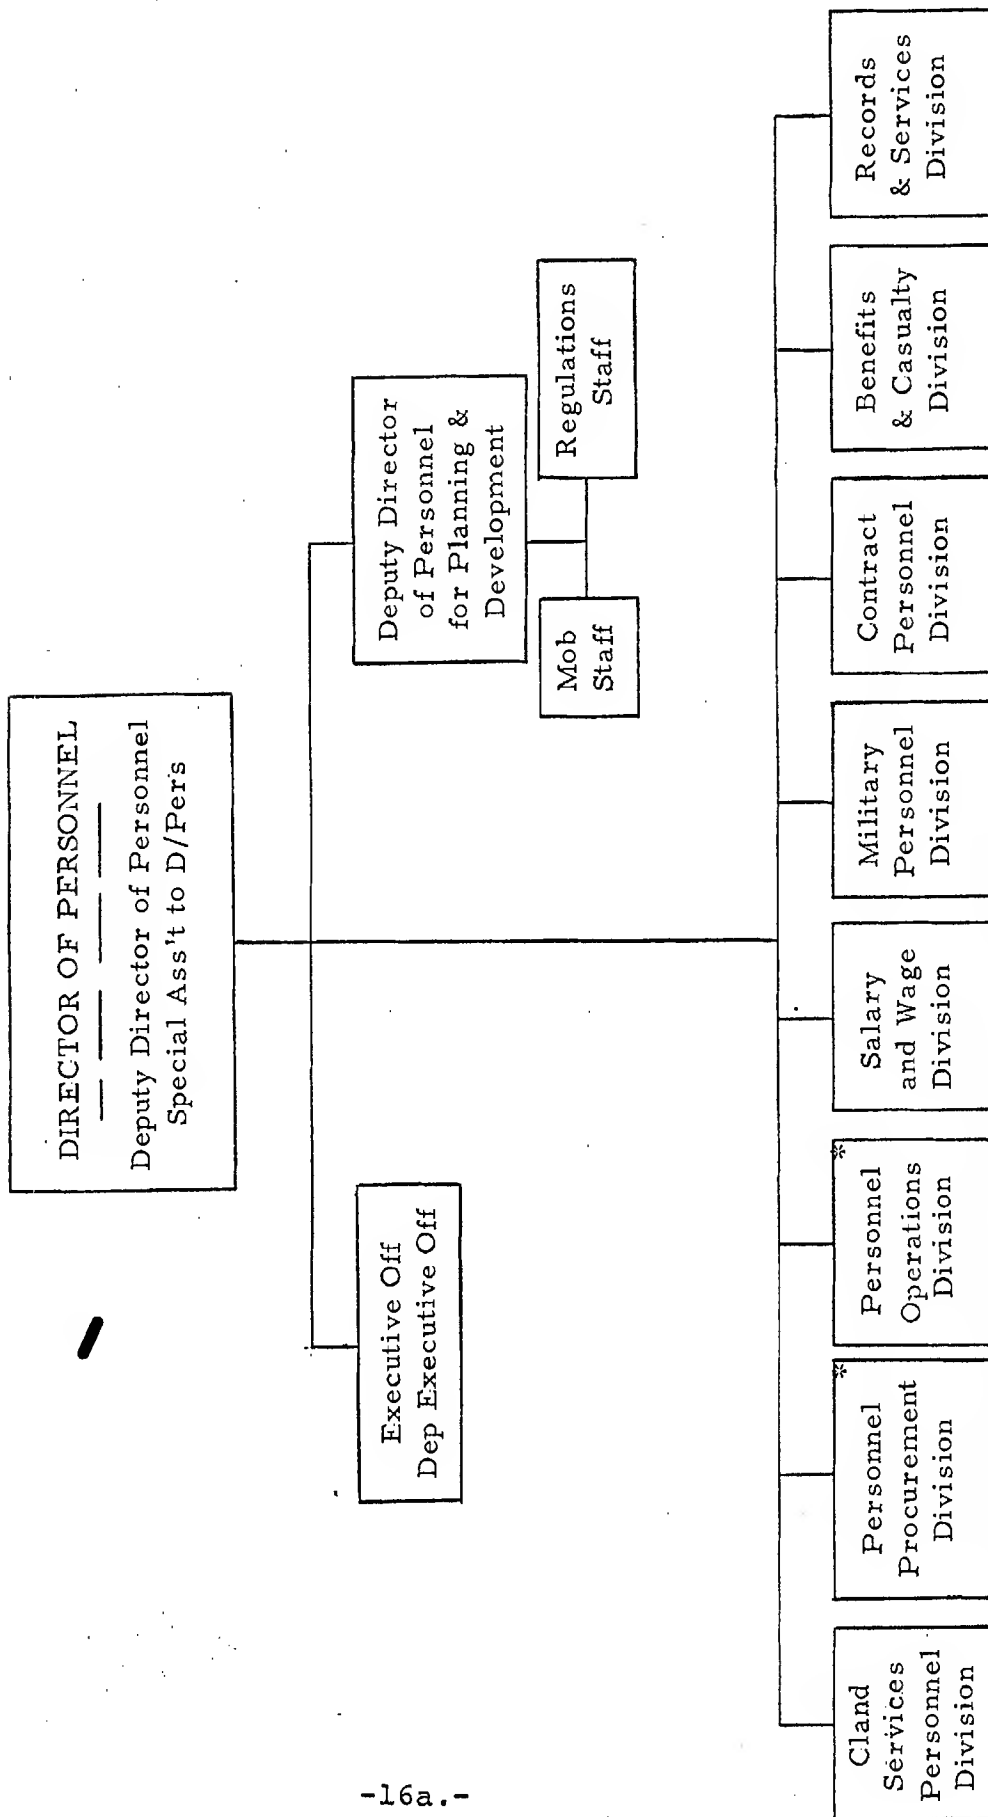 DIRECTOR OF PERSONNEL
Deputy Director of Personnel
Special Ass't to D/Pers
Executive Off
Dep Executive Off
Deputy Director
of Personnel
for Planning &
Development
Mob
Staff
Regulations
Staff
Cland
Services
Personnel
Division
*
Personnel
Procurement
Division
*
Personnel
Operations
Division
Salary
and Wage
Division
Military
Personnel
Division
Contract
Personnel
Division
Benefits
& Casualty
Division
Records
& Services
Division
-16a.-